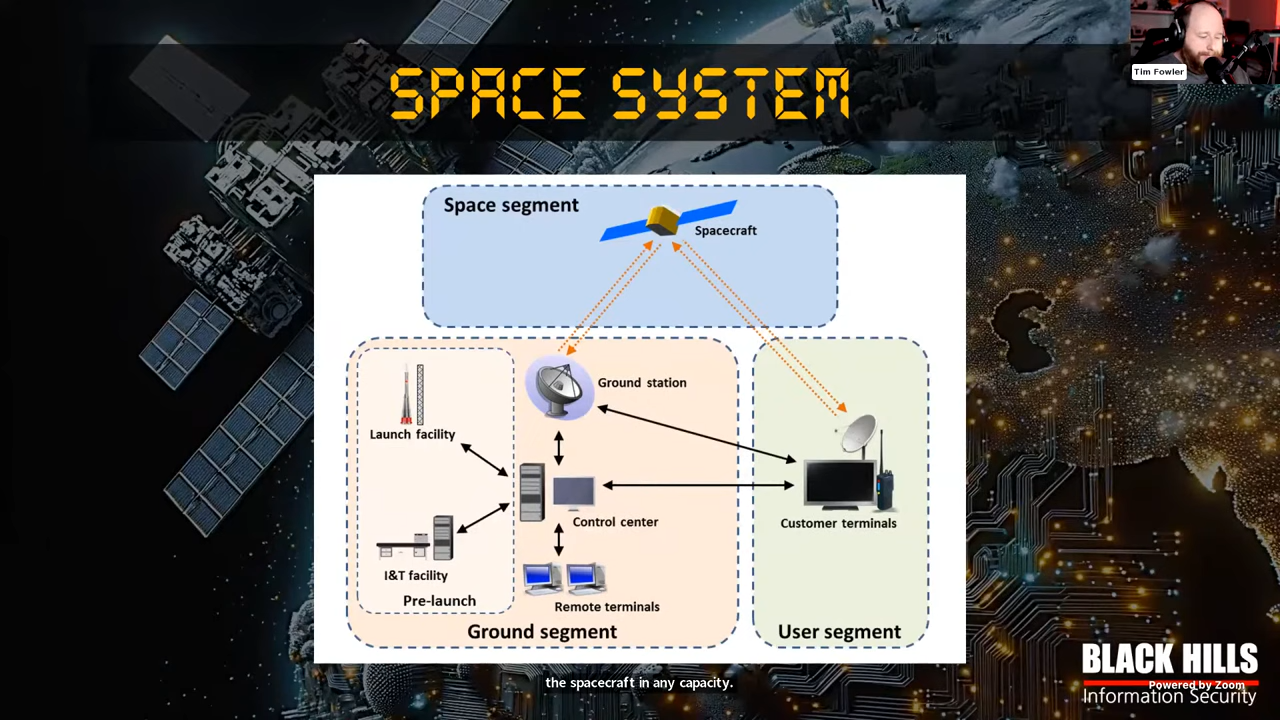 SPACE SYSTEM
Tim Fowler
Space segment
Spacecraft
Ground station
Launch facility
Control center
Customer terminals
I&T facility
Pre-launch
Remote terminals
Ground segment
User segment
BLACK HILLS
Information Security
Powered by Zoom
the spacecraft in any capacity.